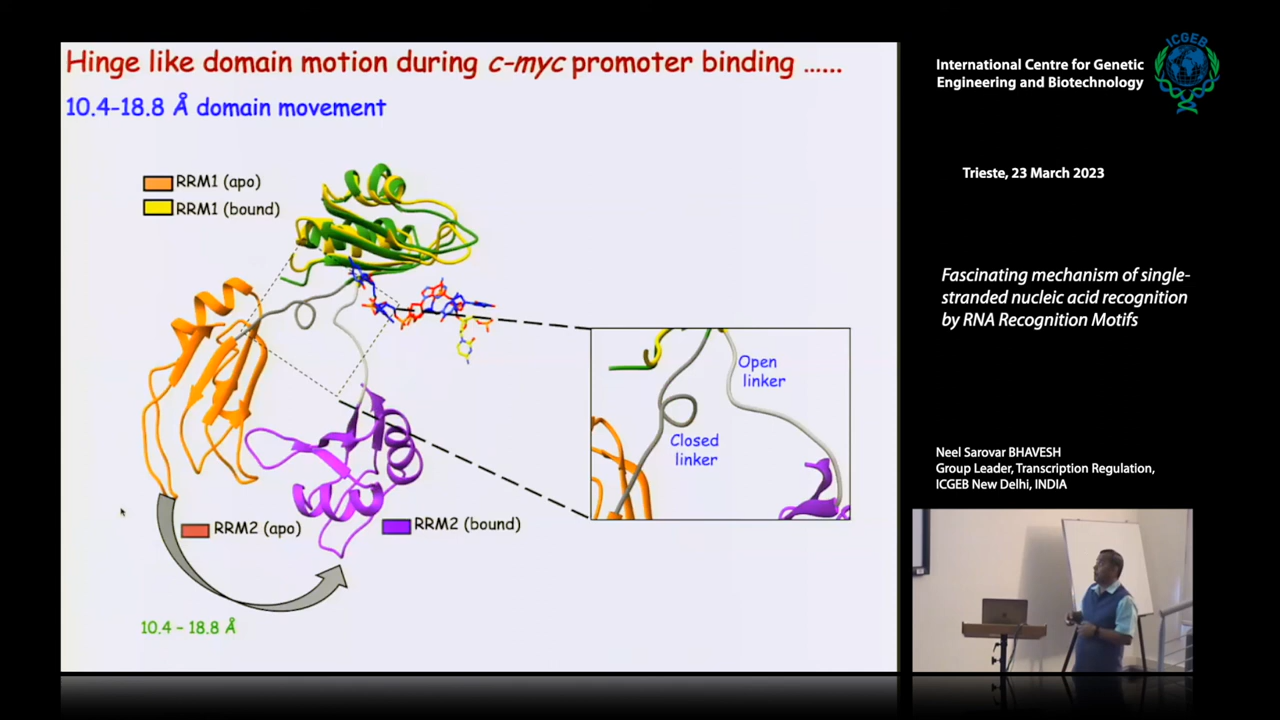 Hinge like domain motion during c-myc promoter binding ......
10.4-18.8 Å domain movement
RRM1 (apo)
RRM1 (bound)
Open
linker
Closed
linker
RRM2 (apo)
RRM2 (bound)
10.4 – 18.8 Å
International Centre for Genetic
Engineering and Biotechnology
ICGEB
Trieste, 23 March 2023
Fascinating mechanism of single-
stranded nucleic acid recognition
by RNA Recognition Motifs
Neel Sarovar BHAVESH
Group Leader, Transcription Regulation,
ICGEB New Delhi, INDIA